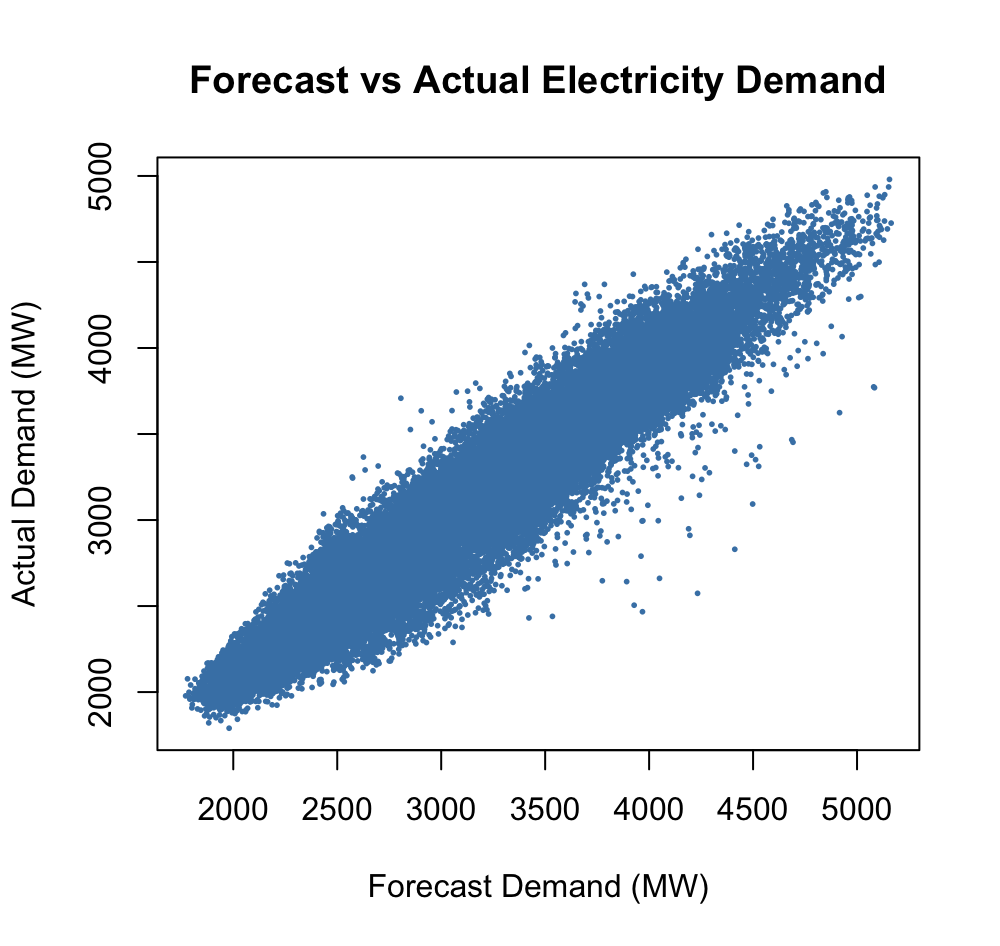 Forecast vs Actual Electricity Demand
Actual Demand (MW)
5000
4000
3000
2000
2000 2500 3000 3500 4000 4500 5000
Forecast Demand (MW)